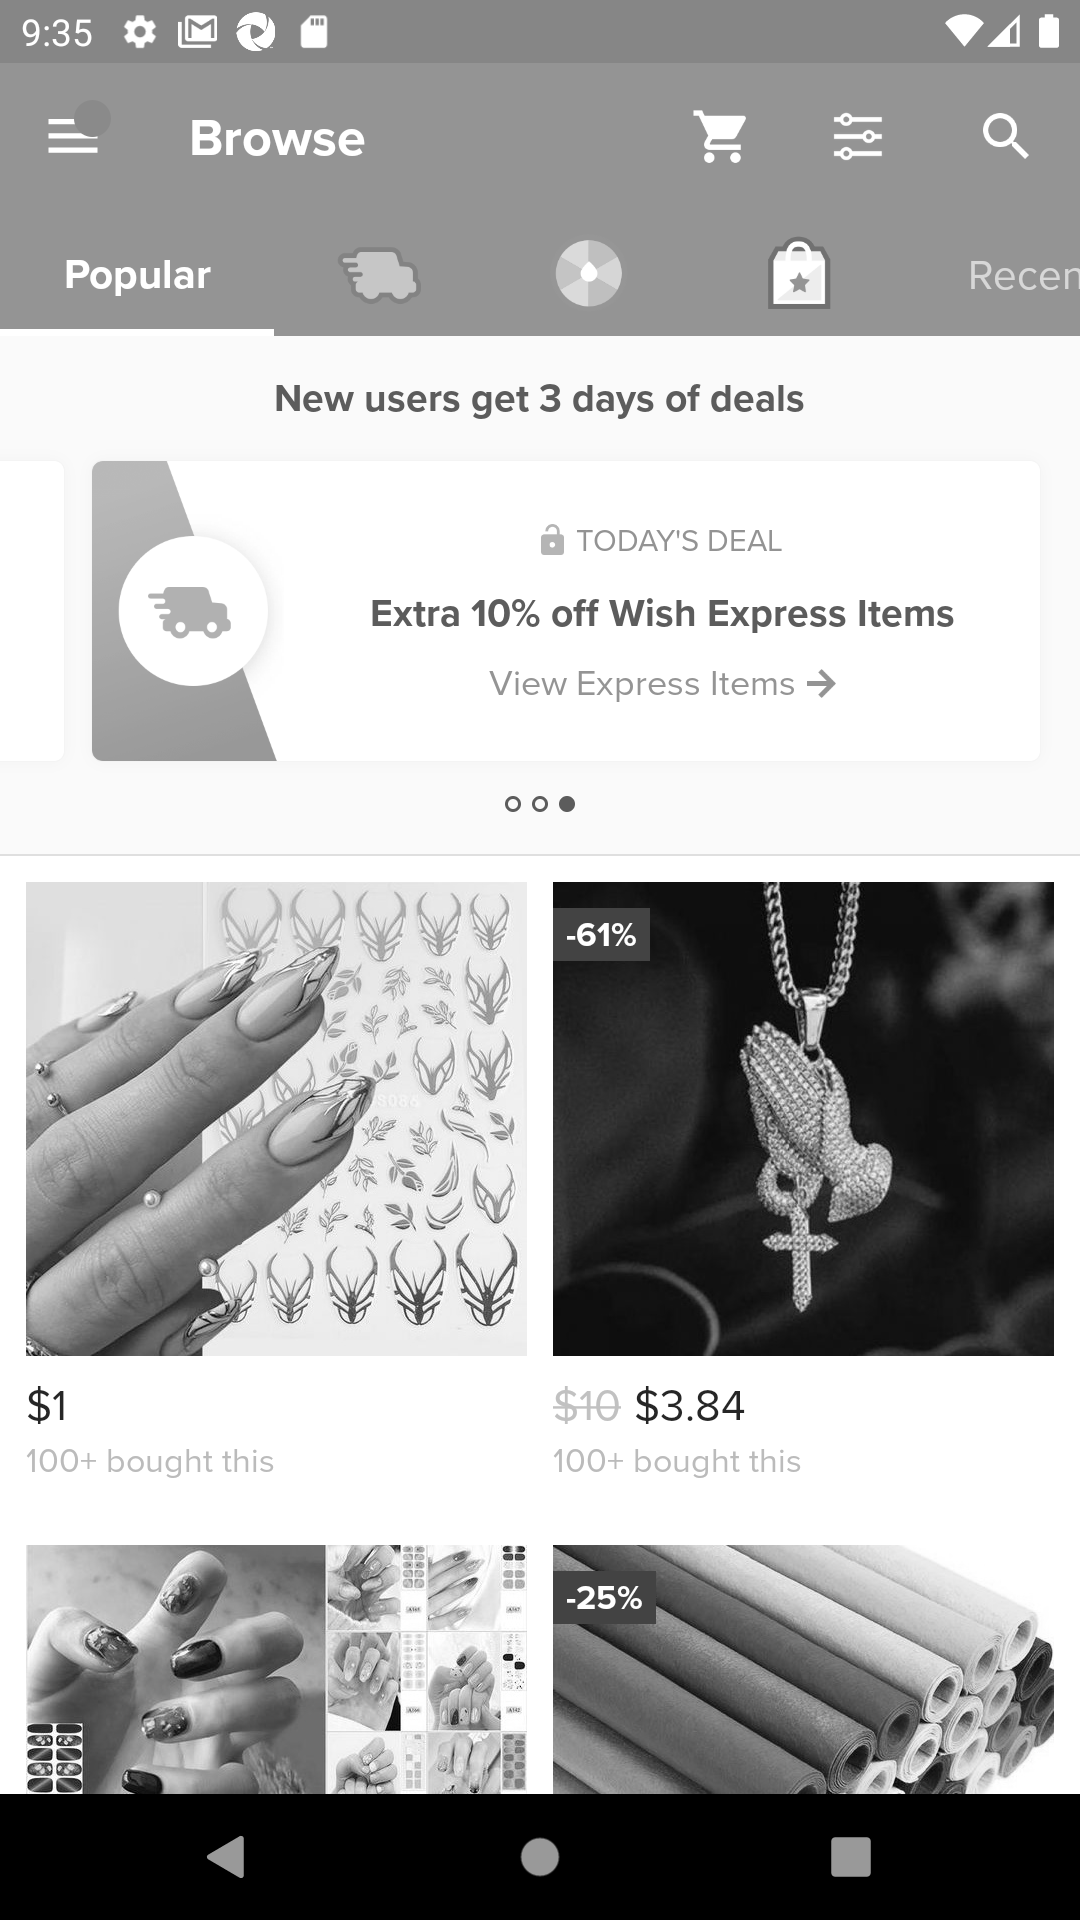 9:35
Browse
Popular
Recen
New users get 3 days of deals
TODAY'S DEAL
Extra 10% off Wish Express Items
View Express Items
-61%
$1
$10 $3.84
100+ bought this
100+ bought this
-25%